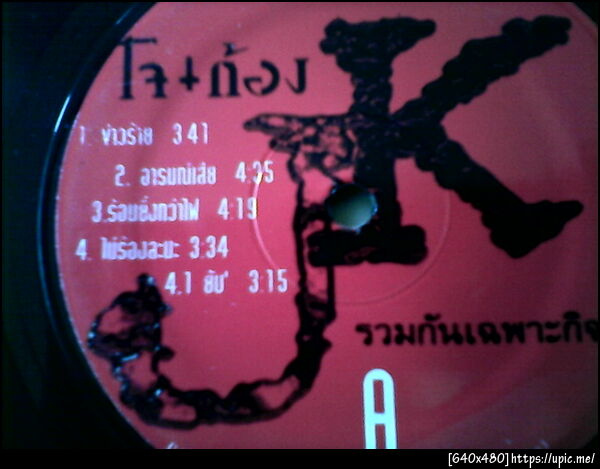 โจ+ก้อง
JK
1. ข่าวร้าย 3:41
2. อารมณ์เสีย 4:35
3. ร้อนยิ่งกว่าไฟ 4:19
4. ไม่ร้องละนะ 3:34
4.1 ยับ 3.15
รวมกันเฉพาะกิจ
A
[640x480]https://upic.me/